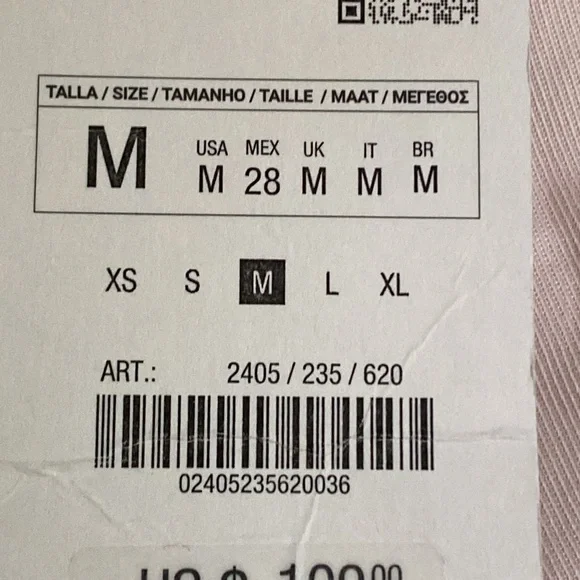 TALLA / SIZE / TAMANHO / TAILLE / MAAT / ΜΕΓΕΘΟΣ
M
USA MEX UK IT BR
M 28 M M M
XS S M L XL
ART.: 2405 / 235 / 620
02405235620036